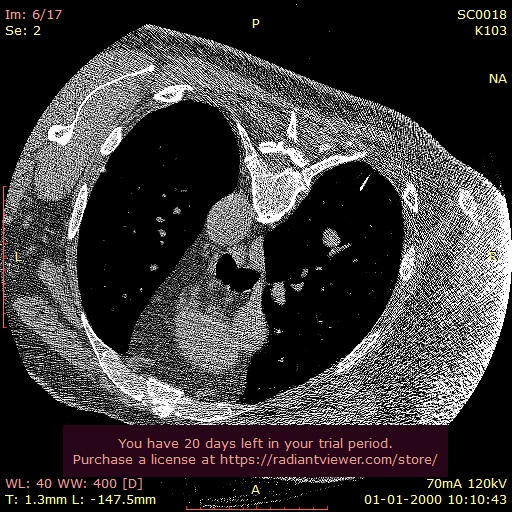 Im: 6/17
Se: 2
P
SC0018
K103
NA
L
R
You have 20 days left in your trial period.
Purchase a license at https://radiantviewer.com/store/
WL: 40 WW: 400 [D]
T: 1.3mm L: -147.5mm
A
70mA 120kV
01-01-2000 10:10:43